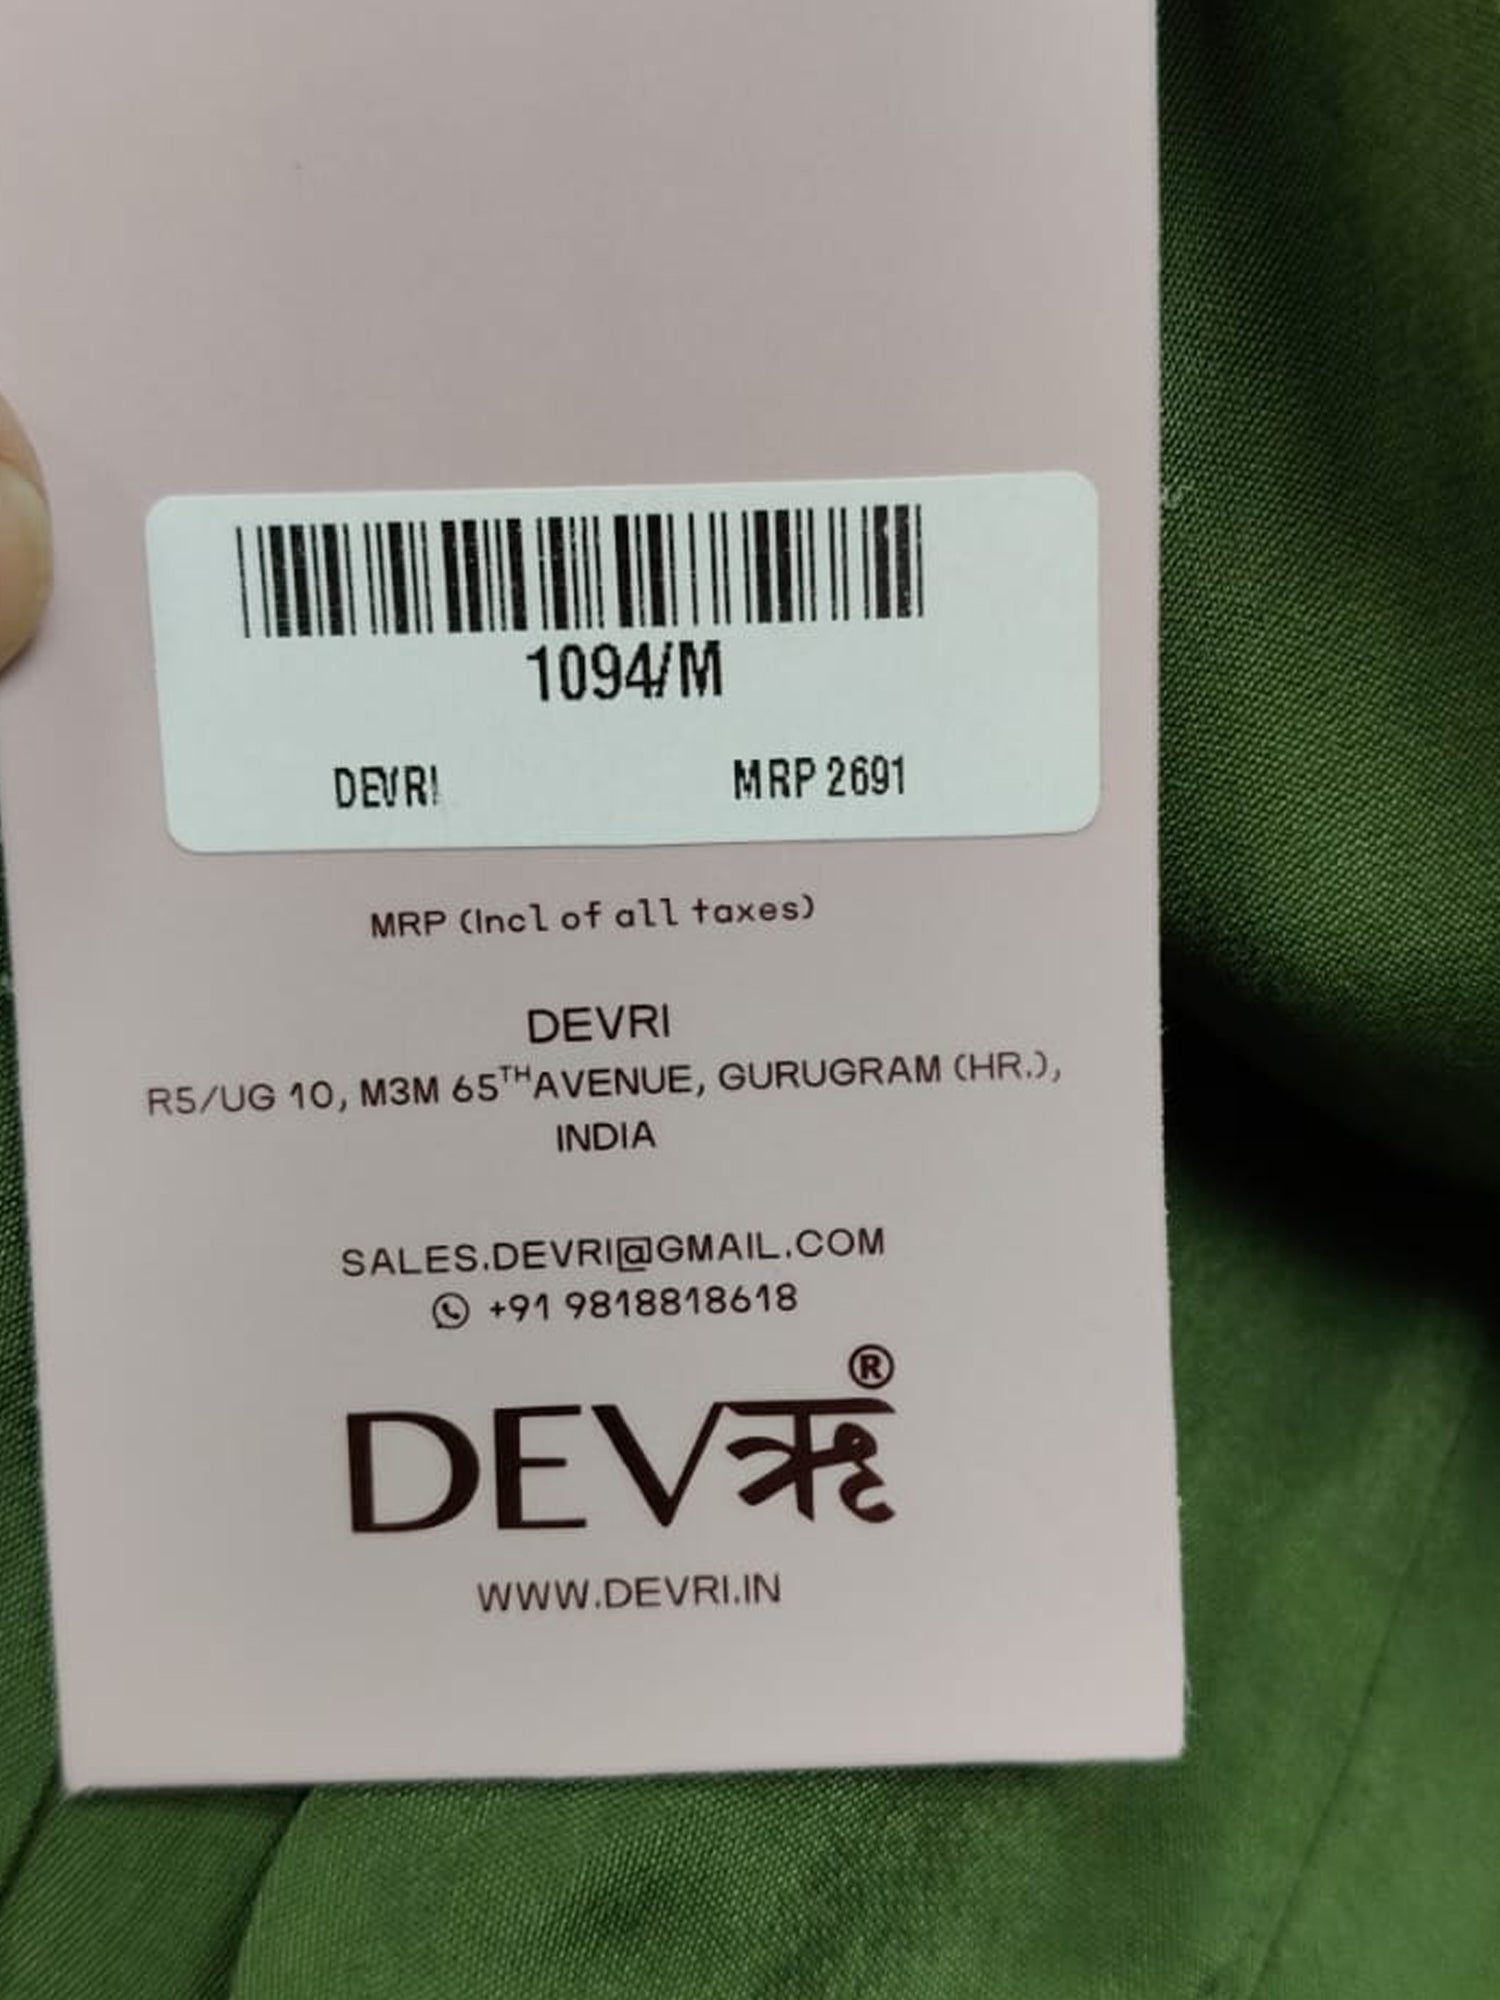 1094/M
DEVRI MRP 2691
MRP (Incl of all taxes)
DEVRI
R5/UG 10, M3M 65TH AVENUE, GURUGRAM (HR.),
INDIA
SALES.DEVRI@GMAIL.COM
+91 9818818618
DEVऋ®
WWW.DEVRI.IN